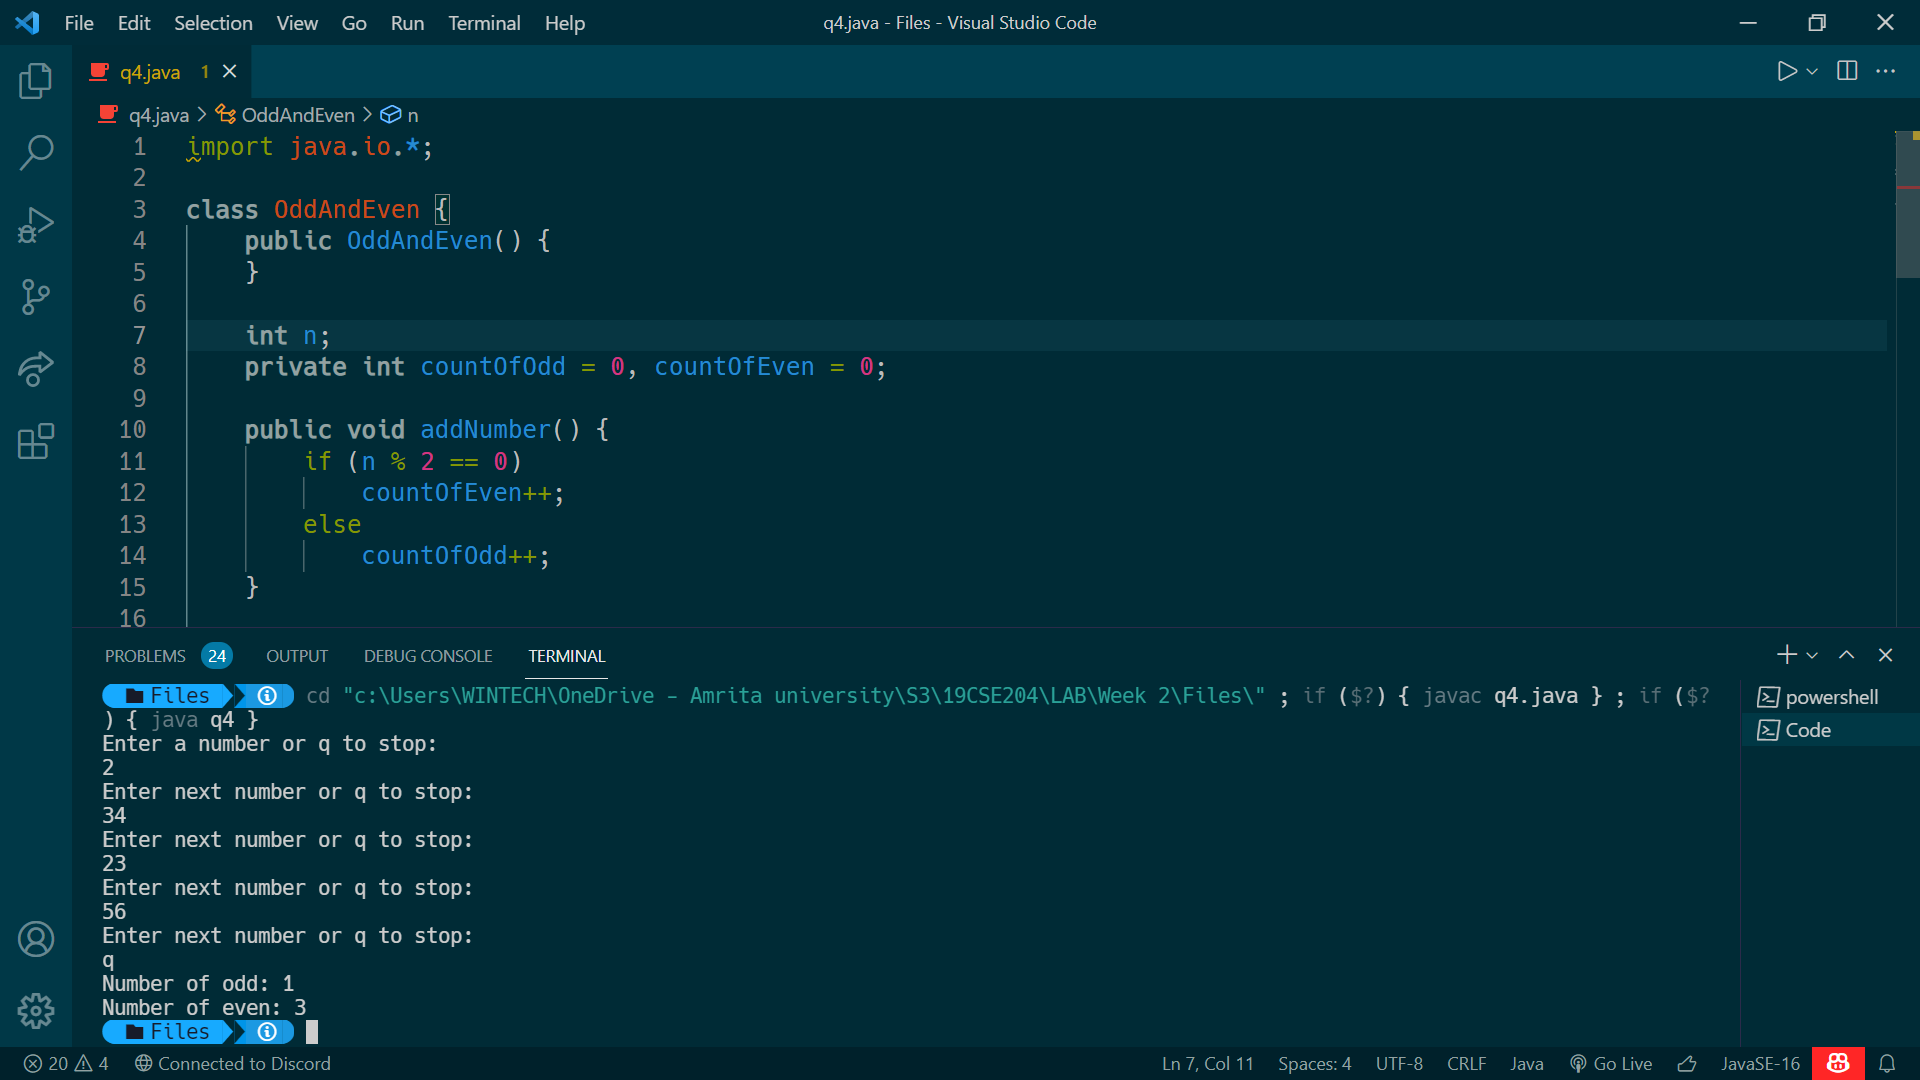 File Edit Selection View Go Run Terminal Help q4.java - Files - Visual Studio Code
q4.java 1
q4.java > OddAndEven > n
1 import java.io.*;
2
3 class OddAndEven {
4 public OddAndEven() {
5 }
6
7 int n;
8 private int countOfOdd = 0, countOfEven = 0;
9
10 public void addNumber() {
11 if (n % 2 == 0)
12 countOfEven++;
13 else
14 countOfOdd++;
15 }
16
PROBLEMS 24 OUTPUT DEBUG CONSOLE TERMINAL
Files cd "c:\Users\WINTECH\OneDrive - Amrita university\S3\19CSE204\LAB\Week 2\Files\" ; if ($?) { javac q4.java } ; if ($?
) { java q4 }
Enter a number or q to stop:
2
Enter next number or q to stop:
34
Enter next number or q to stop:
23
Enter next number or q to stop:
56
Enter next number or q to stop:
q
Number of odd: 1
Number of even: 3
Files
powershell
Code
20 4 Connected to Discord Ln 7, Col 11 Spaces: 4 UTF-8 CRLF Java Go Live JavaSE-16